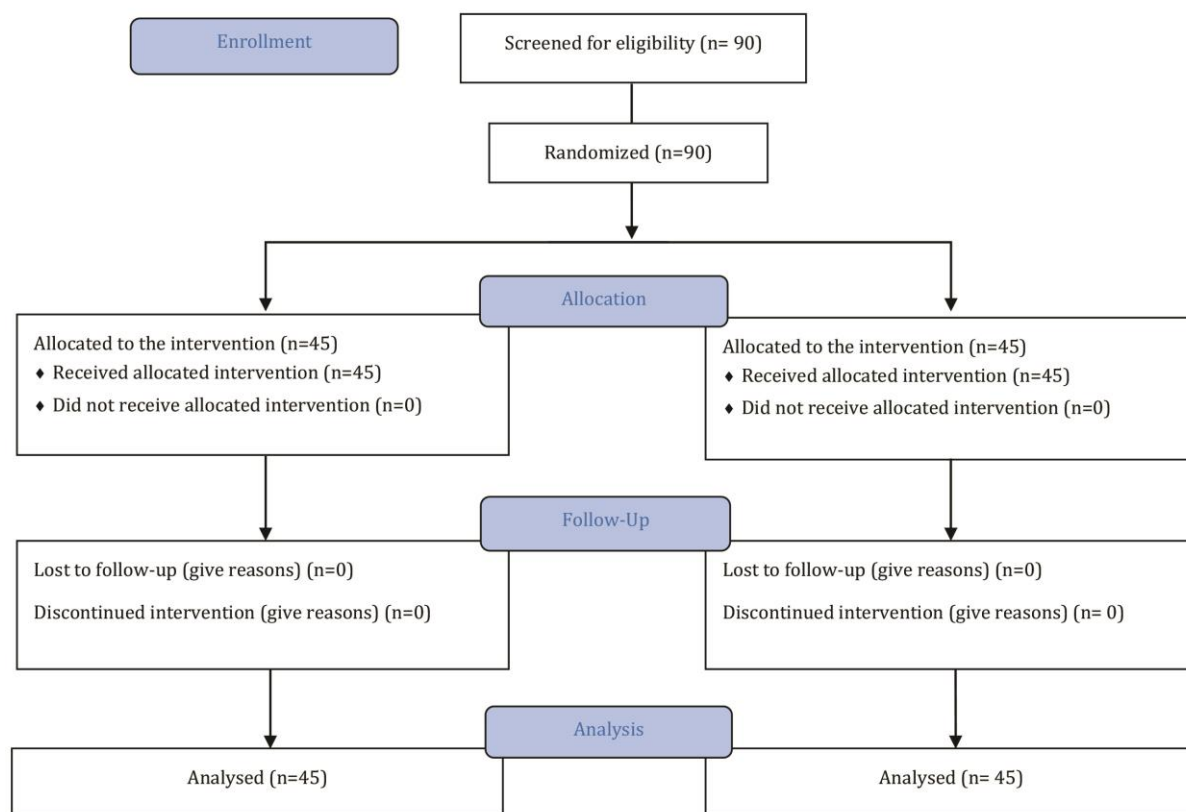 Enrollment
Screened for eligibility (n= 90)
Randomized (n=90)
Allocation
Allocated to the intervention (n=45)
♦ Received allocated intervention (n=45)
♦ Did not receive allocated intervention (n=0)
Allocated to the intervention (n=45)
♦ Received allocated intervention (n=45)
♦ Did not receive allocated intervention (n=0)
Follow-Up
Lost to follow-up (give reasons) (n=0)
Discontinued intervention (give reasons) (n=0)
Lost to follow-up (give reasons) (n=0)
Discontinued intervention (give reasons) (n= 0)
Analysis
Analysed (n=45)
Analysed (n= 45)